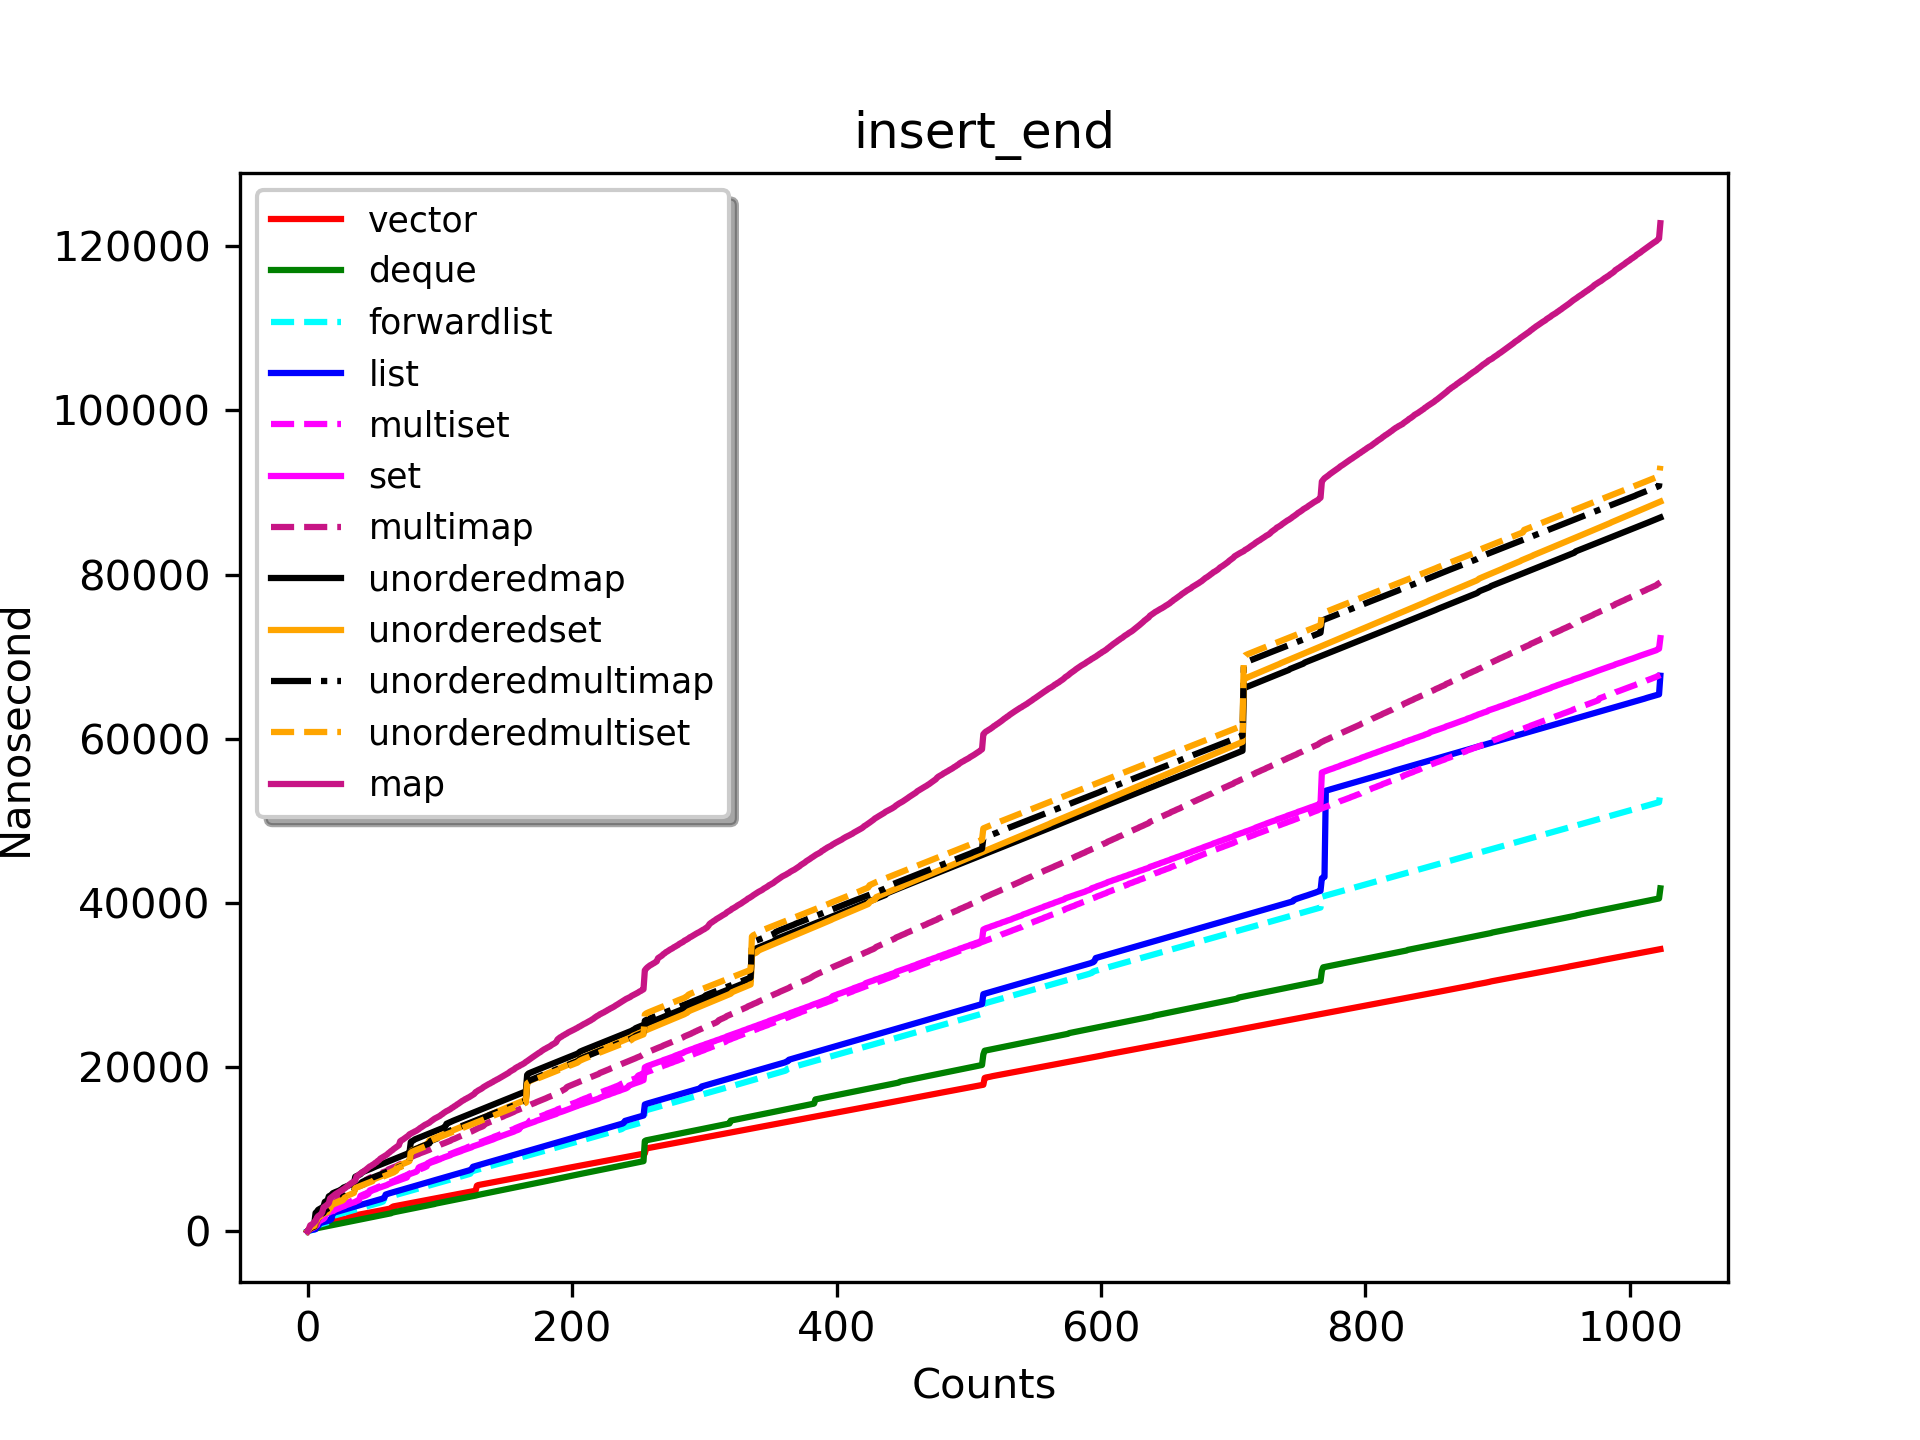 insert_end
vector
deque
forwardlist
list
multiset
set
multimap
unorderedmap
unorderedset
unorderedmultimap
unorderedmultiset
map
120000
100000
80000
60000
40000
20000
0
Nanosecond
0 200 400 600 800 1000
Counts